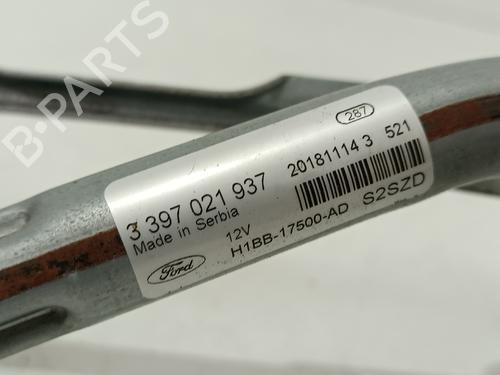 B-PARTS
287
20181114 3 521
3 397 021 937
Made in Serbia
12V
H1BB-17500-AD S2SZD
Ford